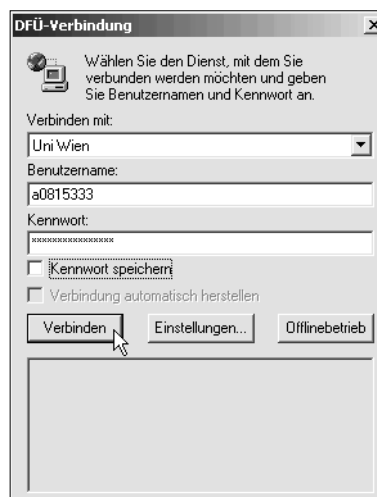 DFÜ-Verbindung
Wählen Sie den Dienst, mit dem Sie
verbunden werden möchten und geben
Sie Benutzernamen und Kennwort an.
Verbinden mit:
Uni Wien
Benutzername:
a0815333
Kennwort:
****************
Kennwort speichern
Verbindung automatisch herstellen
Verbinden Einstellungen... Offlinebetrieb